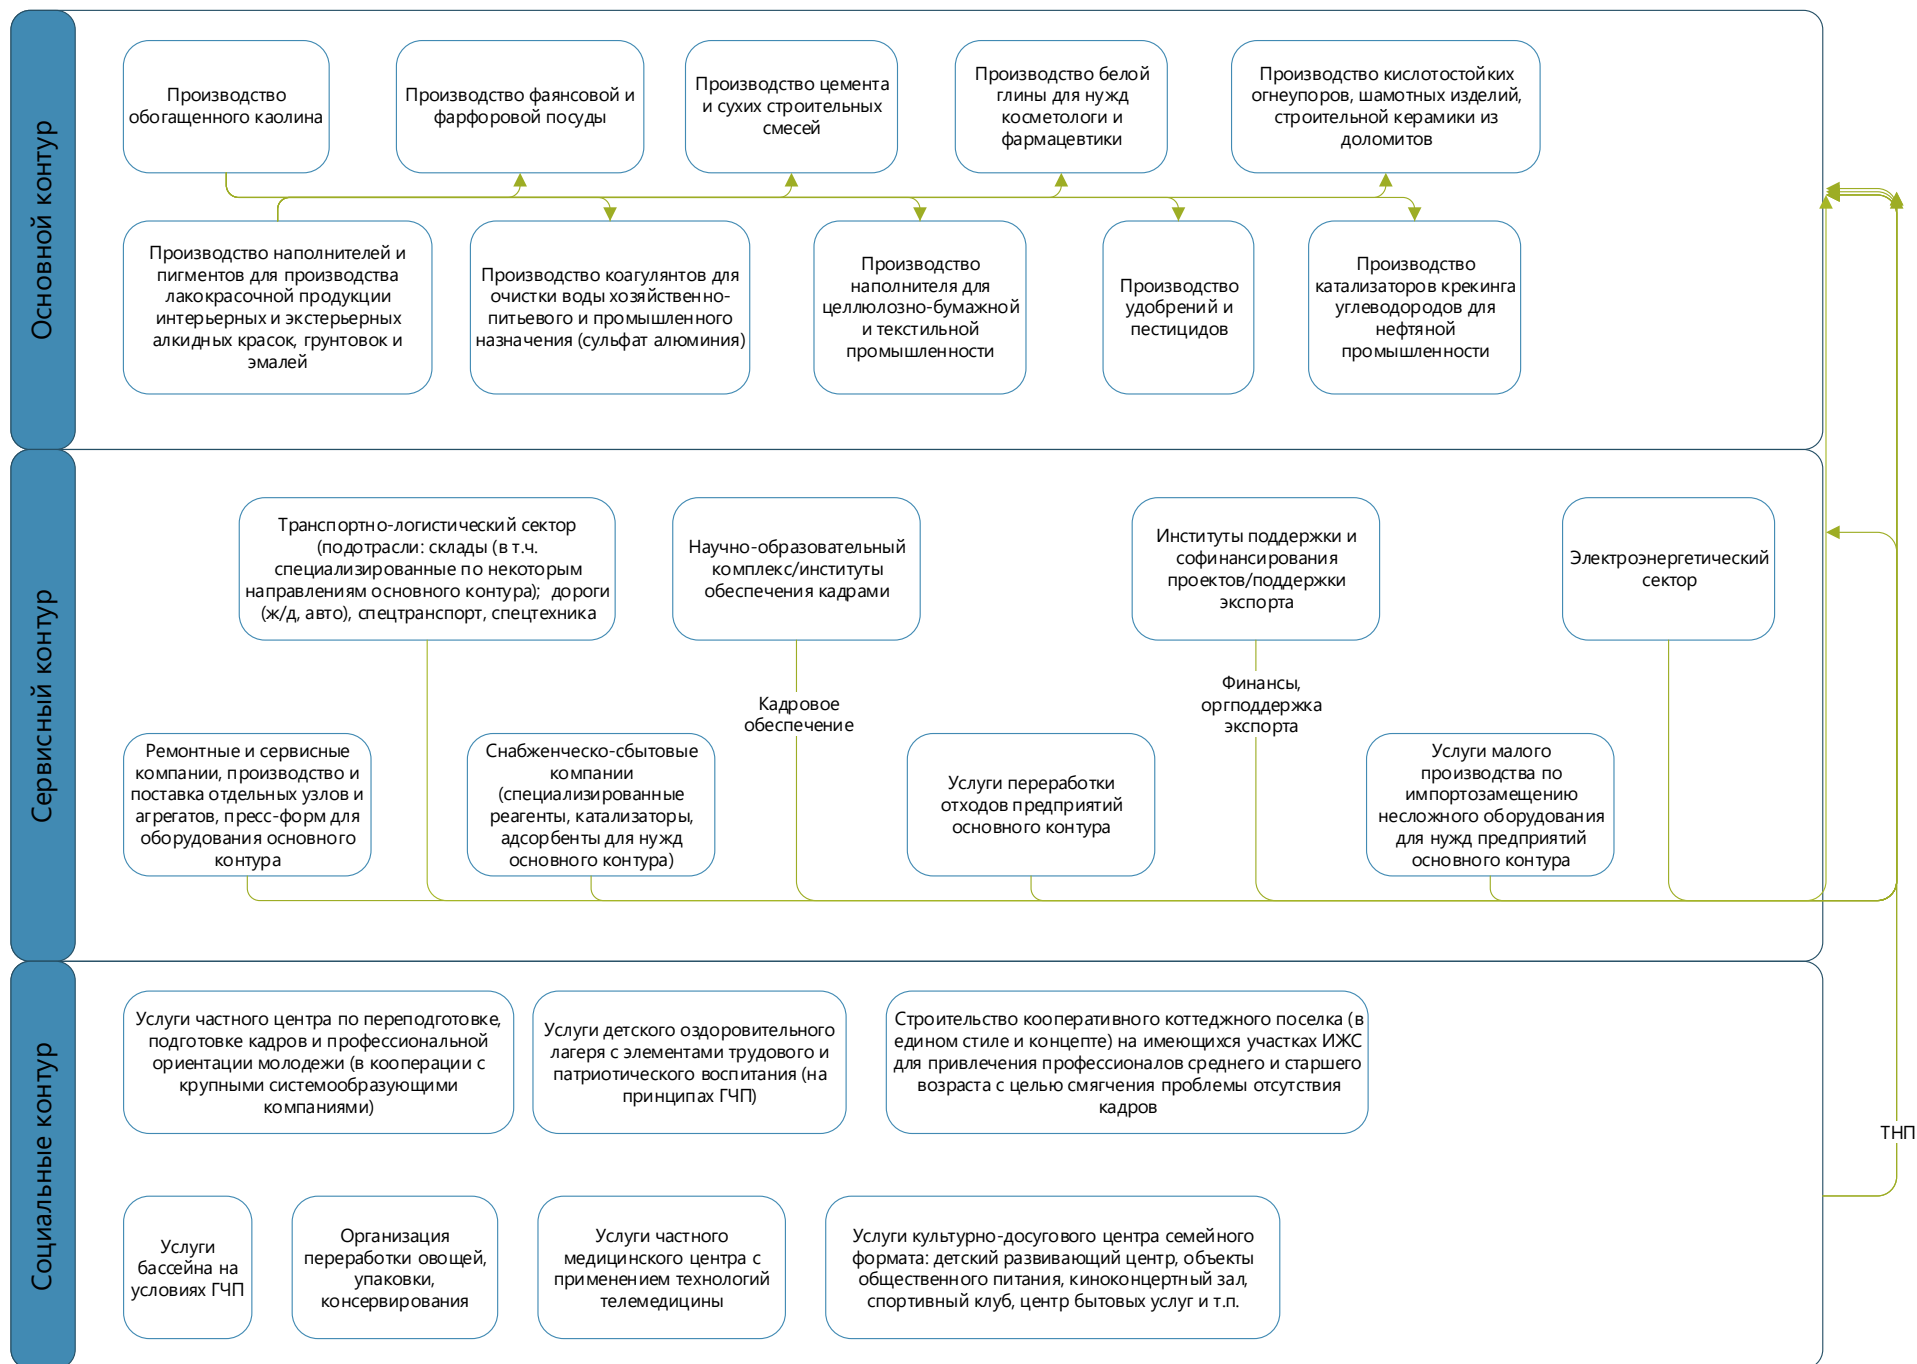 Основной контур
Производство
обогащенного каолина
Производство фаянсовой и
фарфоровой посуды
Производство цемента
и сухих строительных
смесей
Производство белой
глины для нужд
косметологи и
фармацевтики
Производство кислотостойких
огнеупоров, шамотных изделий,
строительной керамики из
доломитов
Производство наполнителей и
пигментов для производства
лакокрасочной продукции
интерьерных и экстерьерных
алкидных красок, грунтовок и
эмалей
Производство коагулянтов для
очистки воды хозяйственно-
питьевого и промышленного
назначения (сульфат алюминия)
Производство
наполнителя для
целлюлозно-бумажной
и текстильной
промышленности
Производство
удобрений и
пестицидов
Производство
катализаторов крекинга
углеводородов для
нефтяной
промышленности
Сервисный контур
Транспортно-логистический сектор
(подотрасли: склады (в т.ч.
специализированные по некоторым
направлениям основного контура); дороги
(ж/д, авто), спецтранспорт, спецтехника
Научно-образовательный
комплекс/институты
обеспечения кадрами
Институты поддержки и
софинансирования
проектов/поддержки
экспорта
Электроэнергетический
сектор
Кадровое
обеспечение
Финансы,
оргподдержка
экспорта
Ремонтные и сервисные
компании, производство и
поставка отдельных узлов и
агрегатов, пресс-форм для
оборудования основного
контура
Снабженческо-сбытовые
компании
(специализированные
реагенты, катализаторы,
адсорбенты для нужд
основного контура)
Услуги переработки
отходов предприятий
основного контура
Услуги малого
производства по
импортозамещению
несложного оборудования
для нужд предприятий
основного контура
Социальные контур
Услуги частного центра по переподготовке,
подготовке кадров и профессиональной
ориентации молодежи (в кооперации с
крупными системообразующими
компаниями)
Услуги детского оздоровительного
лагеря с элементами трудового и
патриотического воспитания (на
принципах ГЧП)
Строительство кооперативного коттеджного поселка (в
едином стиле и концепте) на имеющихся участках ИЖС
для привлечения профессионалов среднего и старшего
возраста с целью смягчения проблемы отсутствия
кадров
ТНП
Услуги
бассейна на
условиях ГЧП
Организация
переработки овощей,
упаковки,
консервирования
Услуги частного
медицинского центра с
применением технологий
телемедицины
Услуги культурно-досугового центра семейного
формата: детский развивающий центр, объекты
общественного питания, киноконцертный зал,
спортивный клуб, центр бытовых услуг и т.п.